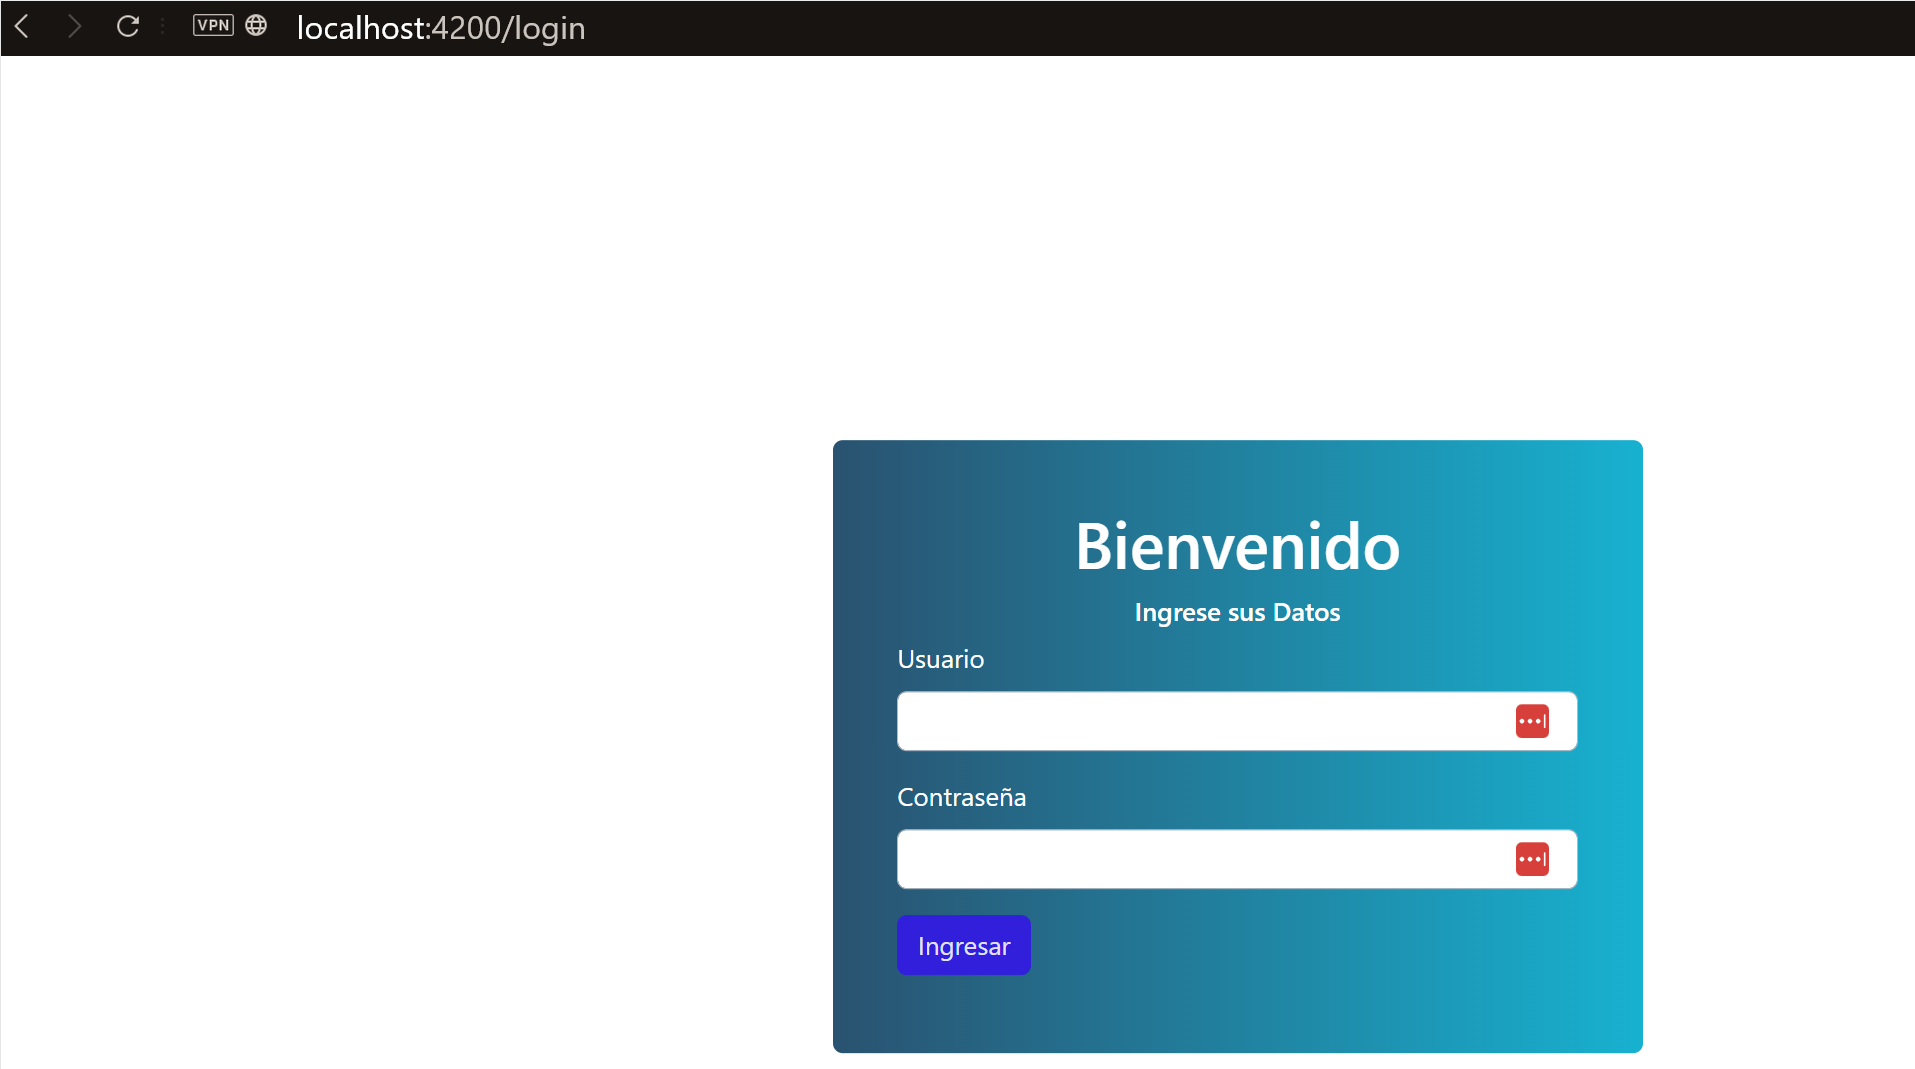 VPN localhost:4200/login
Bienvenido
Ingrese sus Datos
Usuario
Contraseña
Ingresar